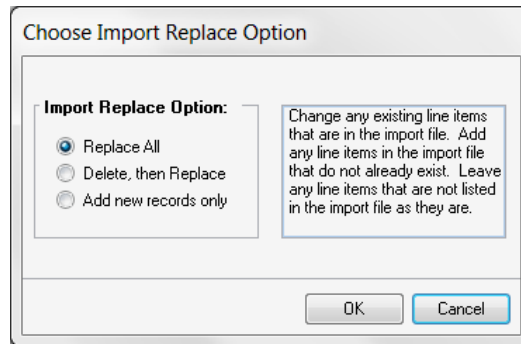 Choose Import Replace Option
Import Replace Option:
Replace All
Delete, then Replace
Add new records only
Change any existing line items
that are in the import file.  Add
any line items in the import file
that do not already exist.  Leave
any line items that are not listed
in the import file as they are.
OK
Cancel